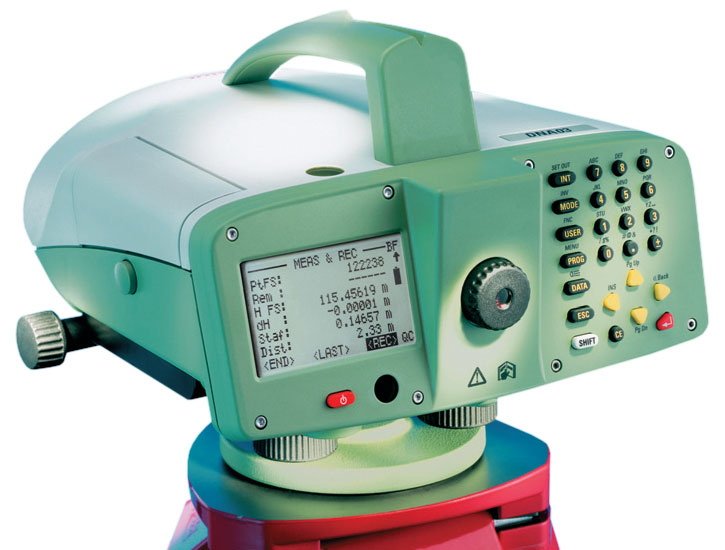 DNA03
MEAS & REC BF
PtFS: 122238
Rem : ------
H FS: 115.45619 m
dH : -0.00001 m
Staf: 0.14657 m
Dist: 2.33 m
<END> <LAST> <REC> QC
SET OUT ABC DEF GHI
INT 7 8 9
INV JKL MNO PQR
MODE 4 5 6
FNC STU VWX YZ
USER 1 2 3
MENU / $% # @ & *?!
PROG 0 . ±
DATA Pg Up
INS Back
ESC Pg Dn
SHIFT CE